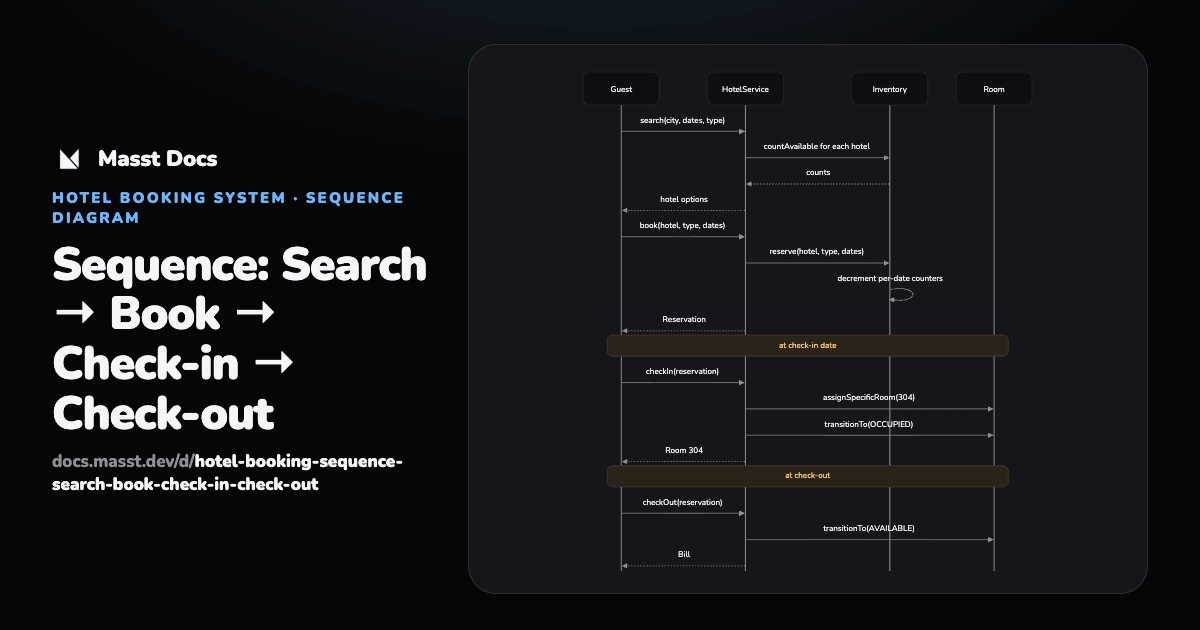 Masst Docs
HOTEL BOOKING SYSTEM · SEQUENCE
DIAGRAM
Sequence: Search
→ Book →
Check-in →
Check-out
docs.masst.dev/d/hotel-booking-sequence-
search-book-check-in-check-out
Guest
HotelService
Inventory
Room
search(city, dates, type)
countAvailable for each hotel
counts
hotel options
book(hotel, type, dates)
reserve(hotel, type, dates)
decrement per-date counters
Reservation
at check-in date
checkIn(reservation)
assignSpecificRoom(304)
transitionTo(OCCUPIED)
Room 304
at check-out
checkOut(reservation)
transitionTo(AVAILABLE)
Bill